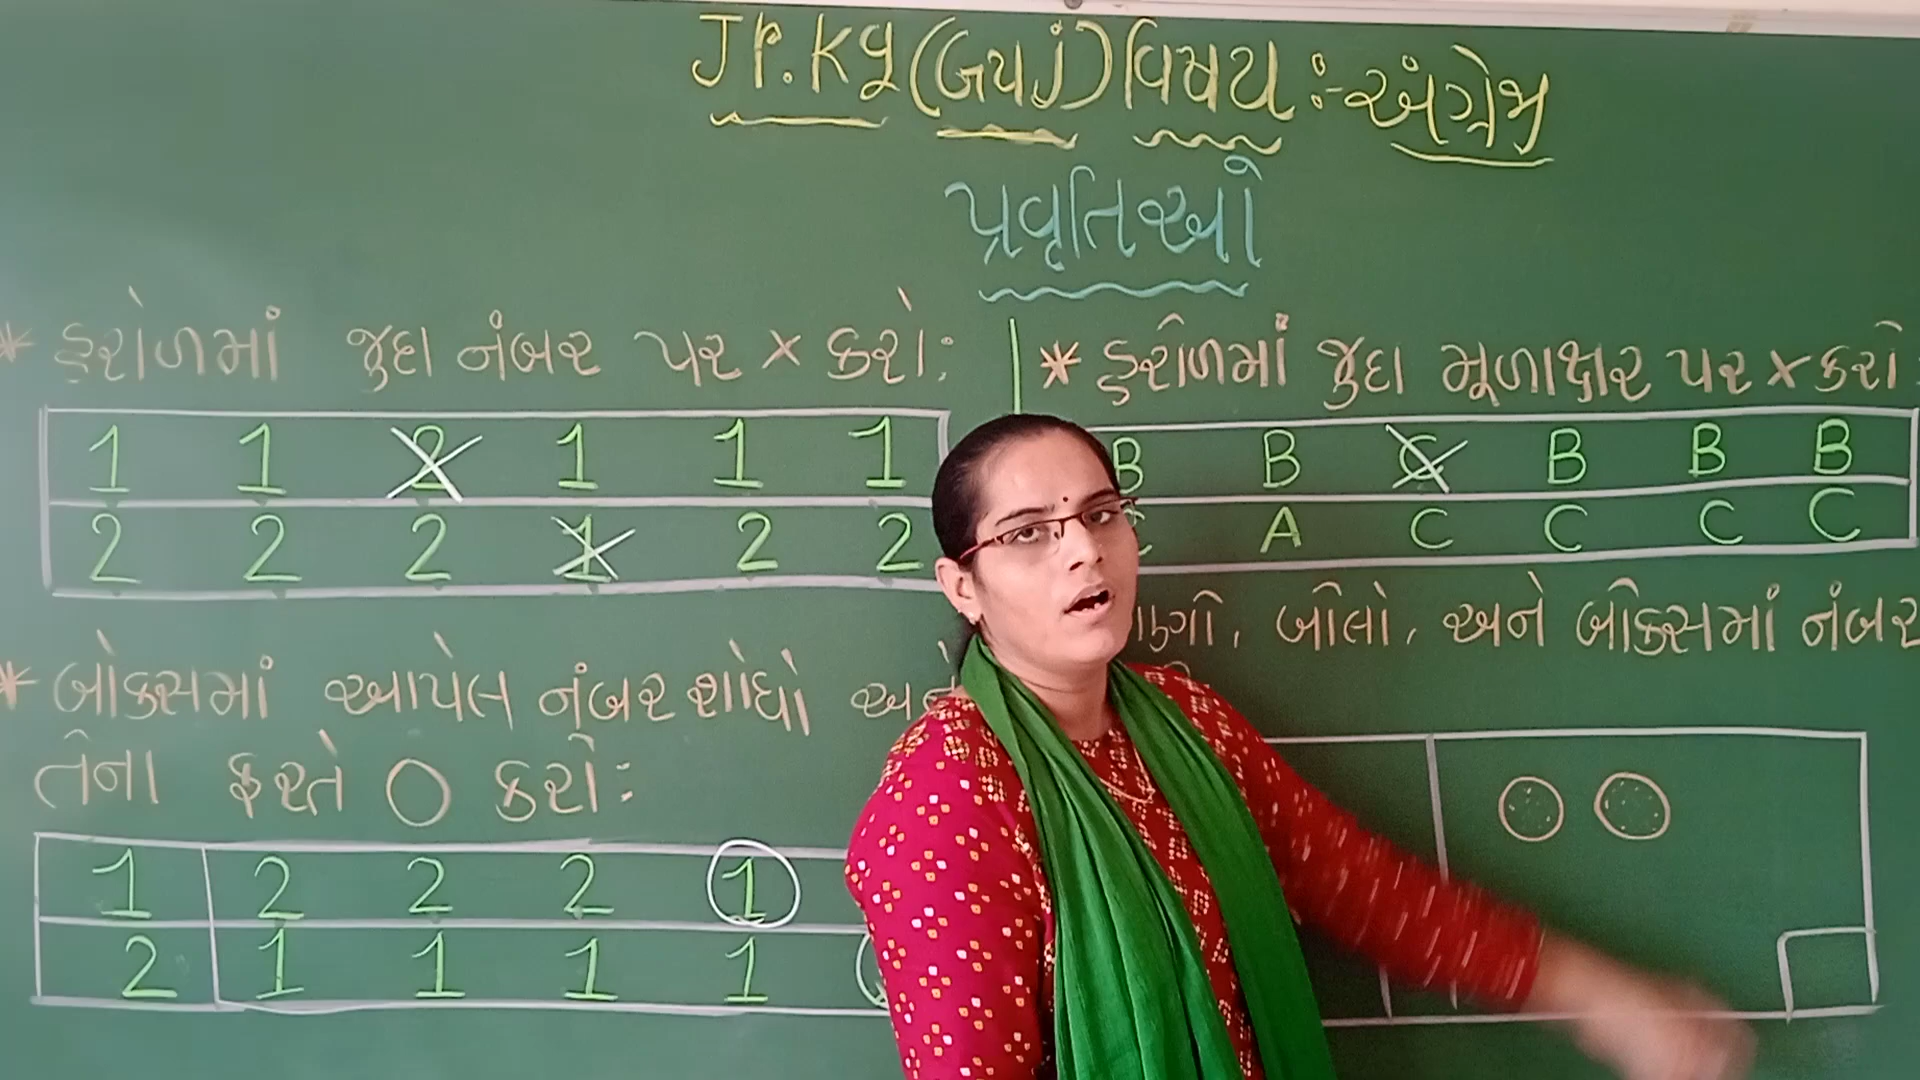 Jr. Kg (Guj) વિષય :- અંગ્રેજી
પ્રવૃતિઓ
* હરોળમાં જુદા નંબર પર × કરો:
1 1 2 1 1 1
2 2 2 1 2 2
* બોક્સમાં આપેલ નંબર શોધો અને
તેના ફરતે ○ કરો:
1 2 2 2 1
2 1 1 1 1
* હરોળમાં જુદા મૂળાક્ષર પર × કરો:
B B C B B B
C A C C C C
બોલો, અને બોક્સમાં નંબર